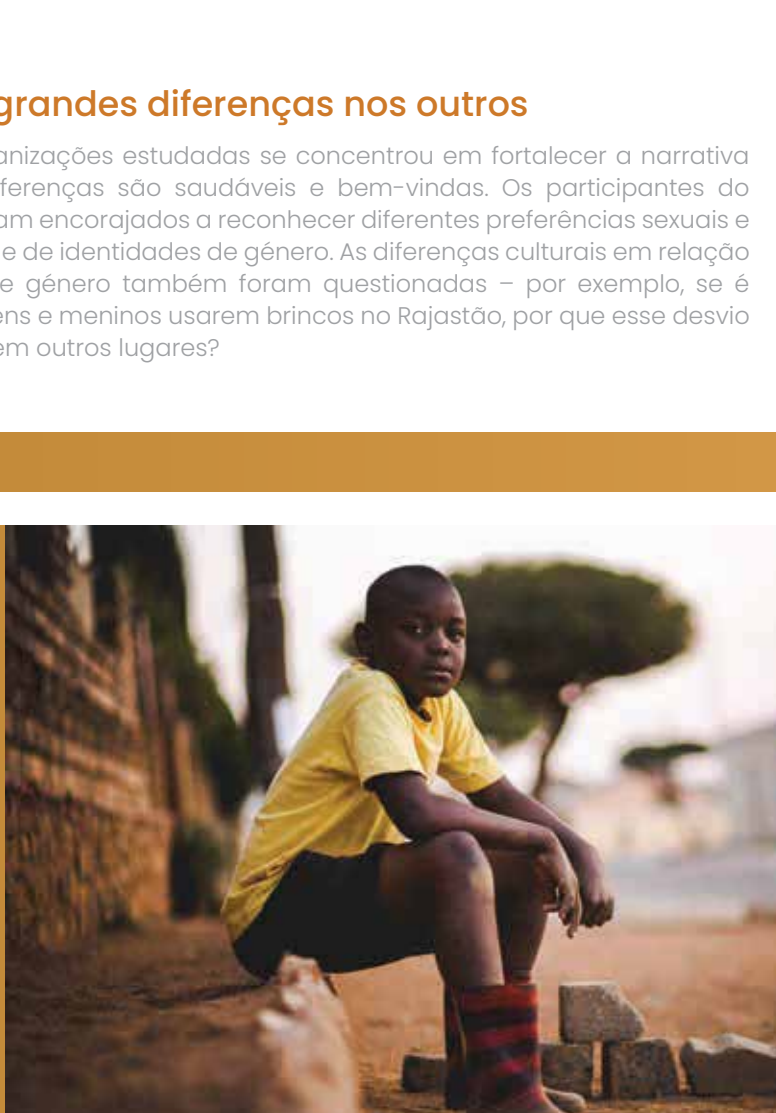 grandes diferenças nos outros
anizações estudadas se concentrou em fortalecer a narrativa
ferenças são saudáveis e bem-vindas. Os participantes do
am encorajados a reconhecer diferentes preferências sexuais e
e de identidades de género. As diferenças culturais em relação
e género também foram questionadas – por exemplo, se é
ens e meninos usarem brincos no Rajastão, por que esse desvio
em outros lugares?